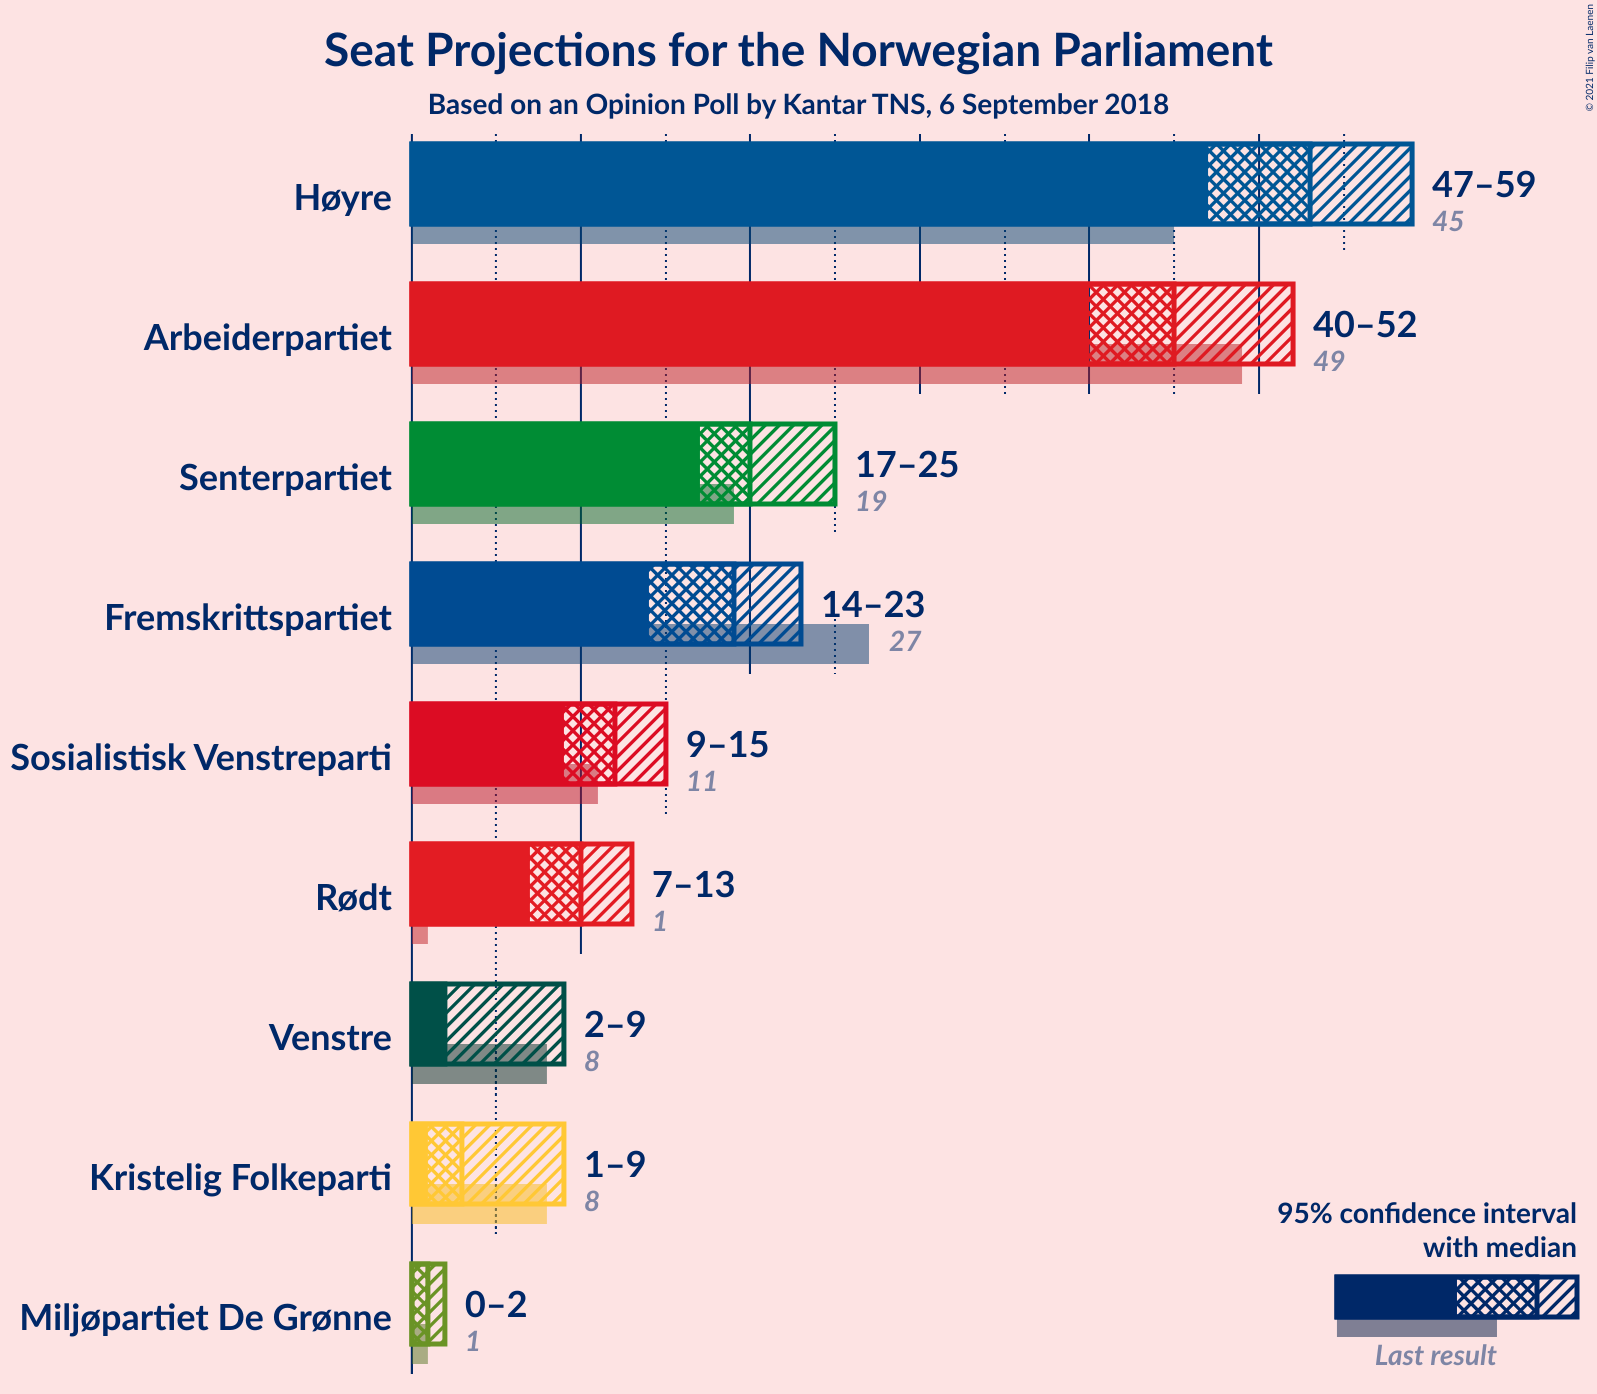 Seat Projections for the Norwegian Parliament
Based on an Opinion Poll by Kantar TNS, 6 September 2018
© 2021 Filip van Laenen
Høyre
47–59
45
Arbeiderpartiet
40–52
49
Senterpartiet
17–25
19
Fremskrittspartiet
14–23
27
Sosialistisk Venstreparti
9–15
11
Rødt
7–13
1
Venstre
2–9
8
Kristelig Folkeparti
1–9
8
Miljøpartiet De Grønne
0–2
1
95% confidence interval
with median
Last result